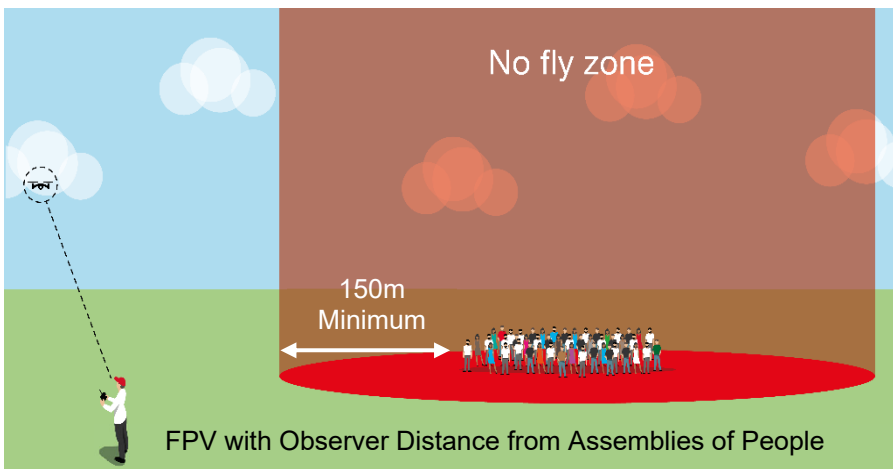 No fly zone
150m
Minimum
FPV with Observer Distance from Assemblies of People